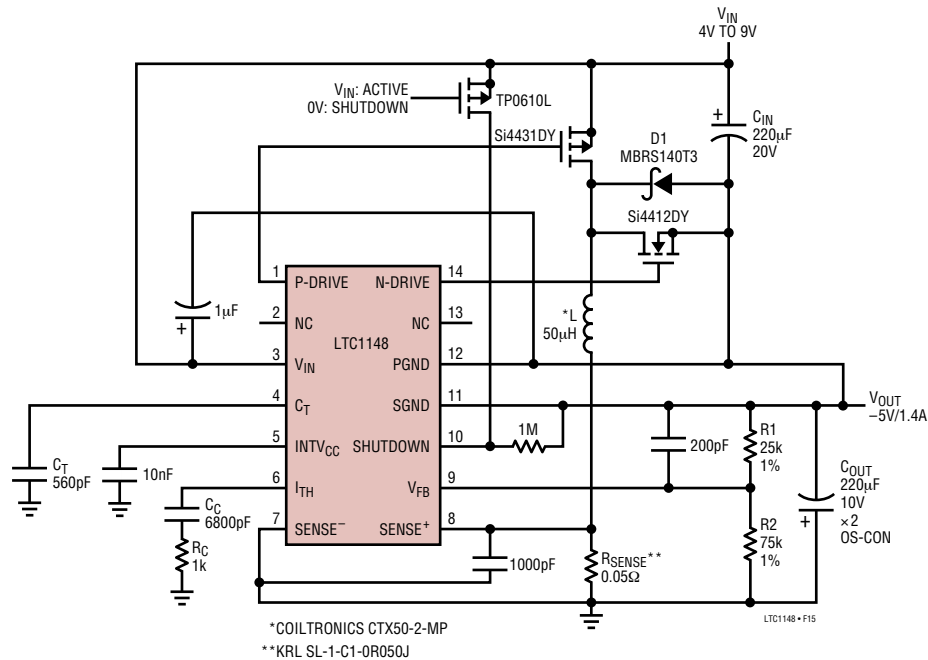 VIN
4V TO 9V
VIN: ACTIVE
0V: SHUTDOWN
TP0610L
Si4431DY
D1
MBRS140T3
+
CIN
220µF
20V
Si4412DY
1 P-DRIVE
N-DRIVE 14
1µF
+
2 NC
NC 13
LTC1148
*L
50µH
3 VIN
PGND 12
4 CT
SGND 11
VOUT
–5V/1.4A
5 INTVCC
SHUTDOWN 10
1M
200pF
R1
25k
1%
CT
560pF
10nF
6 ITH
VFB 9
COUT
220µF
10V
×2
OS-CON
+
CC
6800pF
7 SENSE–
SENSE+ 8
R2
75k
1%
RC
1k
1000pF
RSENSE**
0.05Ω
LTC1148 • F15
*COILTRONICS CTX50-2-MP
**KRL SL-1-C1-0R050J